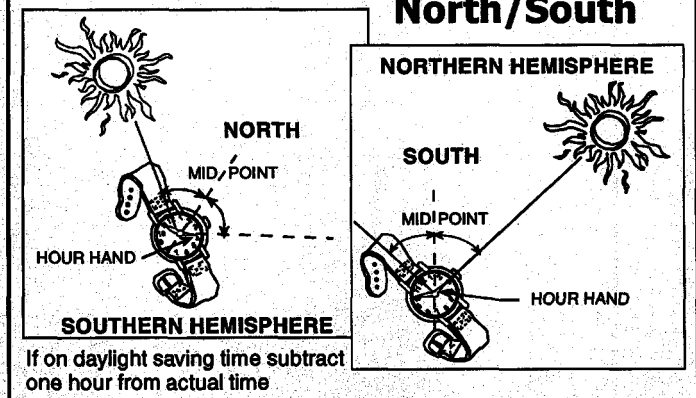 North/South
NORTH
MID POINT
HOUR HAND
SOUTHERN HEMISPHERE
NORTHERN HEMISPHERE
SOUTH
MID POINT
HOUR HAND
If on daylight saving time subtract
one hour from actual time